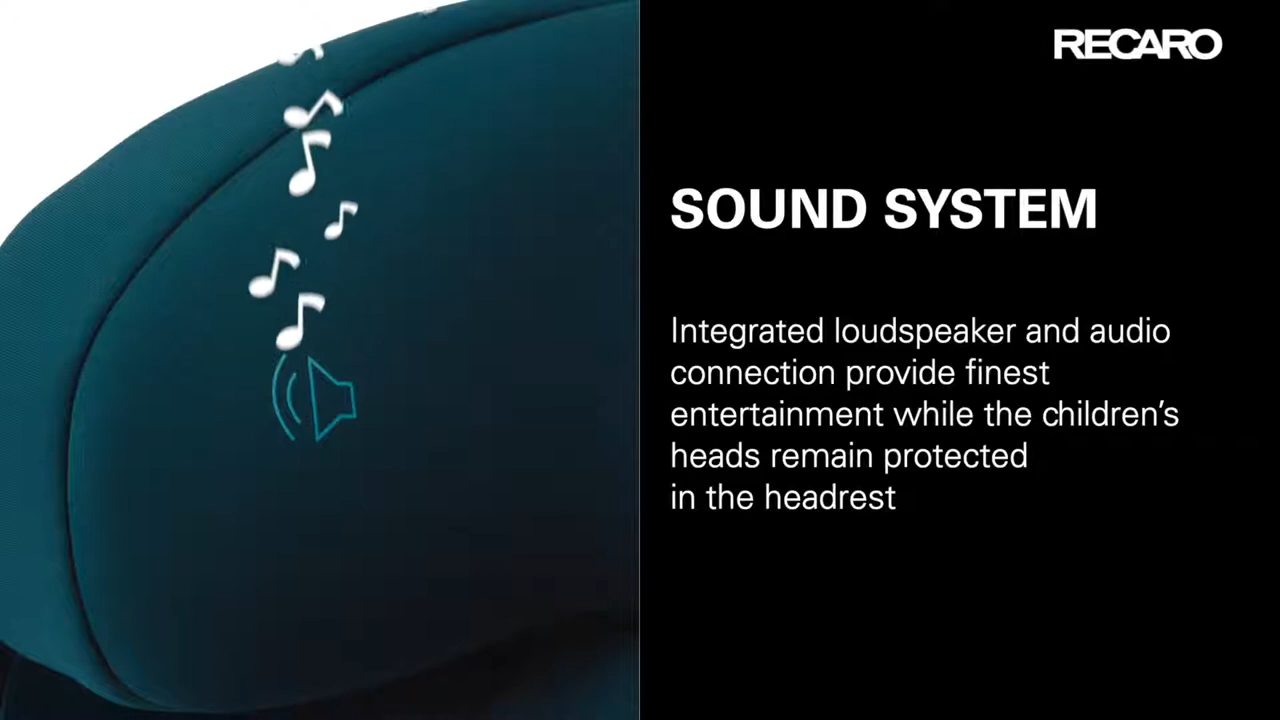 RECARO
SOUND SYSTEM
Integrated loudspeaker and audio
connection provide finest
entertainment while the children’s
heads remain protected
in the headrest